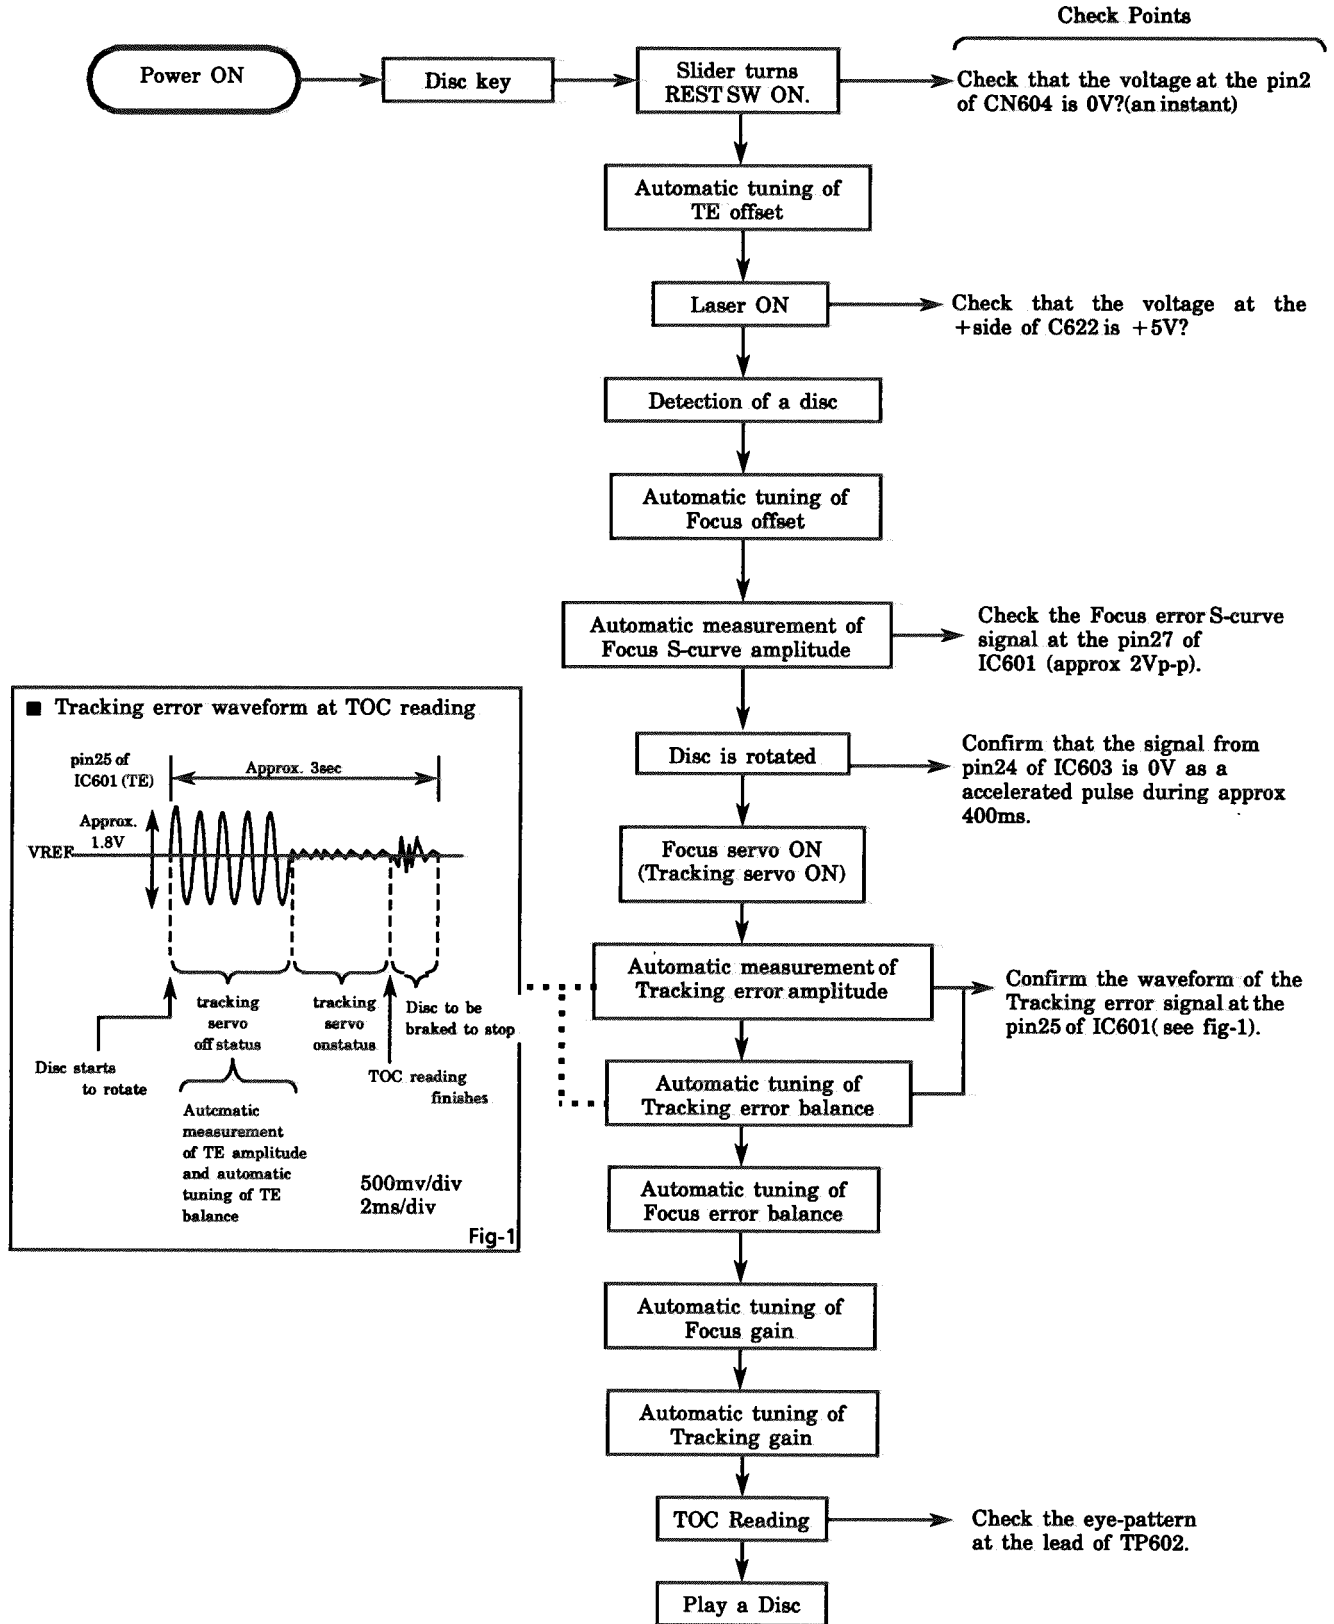 Check Points
Power ON
Disc key
Slider turns
REST SW ON.
Check that the voltage at the pin2
of CN604 is 0V?(an instant)
Automatic tuning of
TE offset
Laser ON
Check that the voltage at the
+side of C622 is +5V?
Detection of a disc
Automatic tuning of
Focus offset
Automatic measurement of
Focus S-curve amplitude
Check the Focus error S-curve
signal at the pin27 of
IC601 (approx 2Vp-p).
Disc is rotated
Confirm that the signal from
pin24 of IC603 is 0V as a
accelerated pulse during approx
400ms.
Focus servo ON
(Tracking servo ON)
Automatic measurement of
Tracking error amplitude
Confirm the waveform of the
Tracking error signal at the
pin25 of IC601( see fig-1).
Automatic tuning of
Tracking error balance
Automatic tuning of
Focus error balance
Automatic tuning of
Focus gain
Automatic tuning of
Tracking gain
TOC Reading
Check the eye-pattern
at the lead of TP602.
Play a Disc
■ Tracking error waveform at TOC reading
pin25 of
IC601 (TE)
Approx. 3sec
Approx.
1.8V
VREF
tracking
servo
off status
tracking
servo
onstatus
Disc to be
braked to stop
Disc starts
to rotate
TOC reading
finishes
Automatic
measurement
of TE amplitude
and automatic
tuning of TE
balance
500mv/div
2ms/div
Fig-1